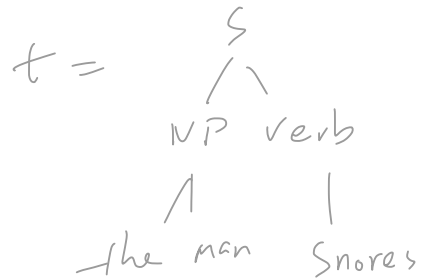 S
t =
NP verb
the man snores